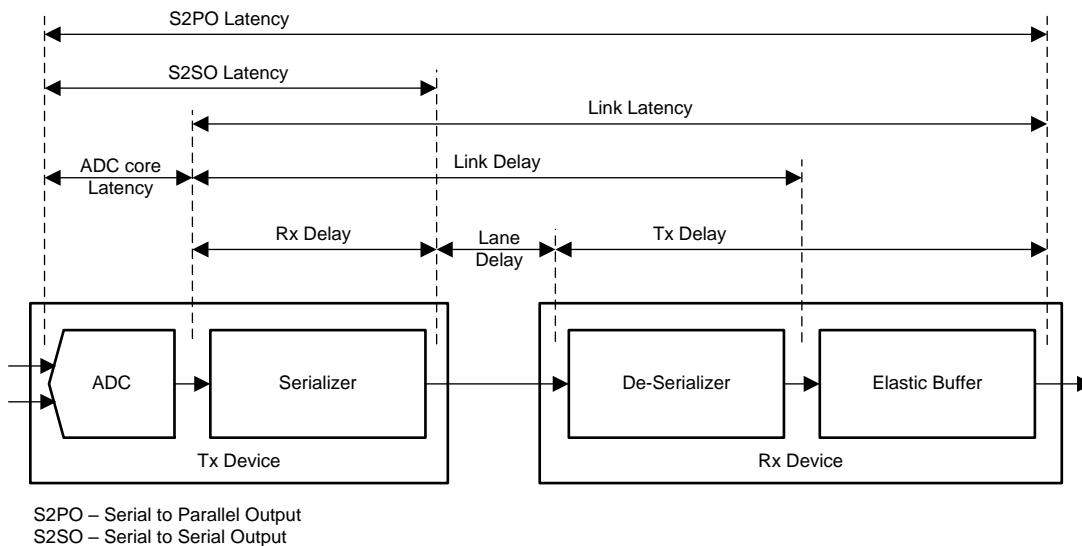 S2PO Latency
S2SO Latency
Link Latency
ADC core
Latency
Link Delay
Rx Delay
Lane
Delay
Tx Delay
ADC
Serializer
De-Serializer
Elastic Buffer
Tx Device
Rx Device
S2PO – Serial to Parallel Output
S2SO – Serial to Serial Output